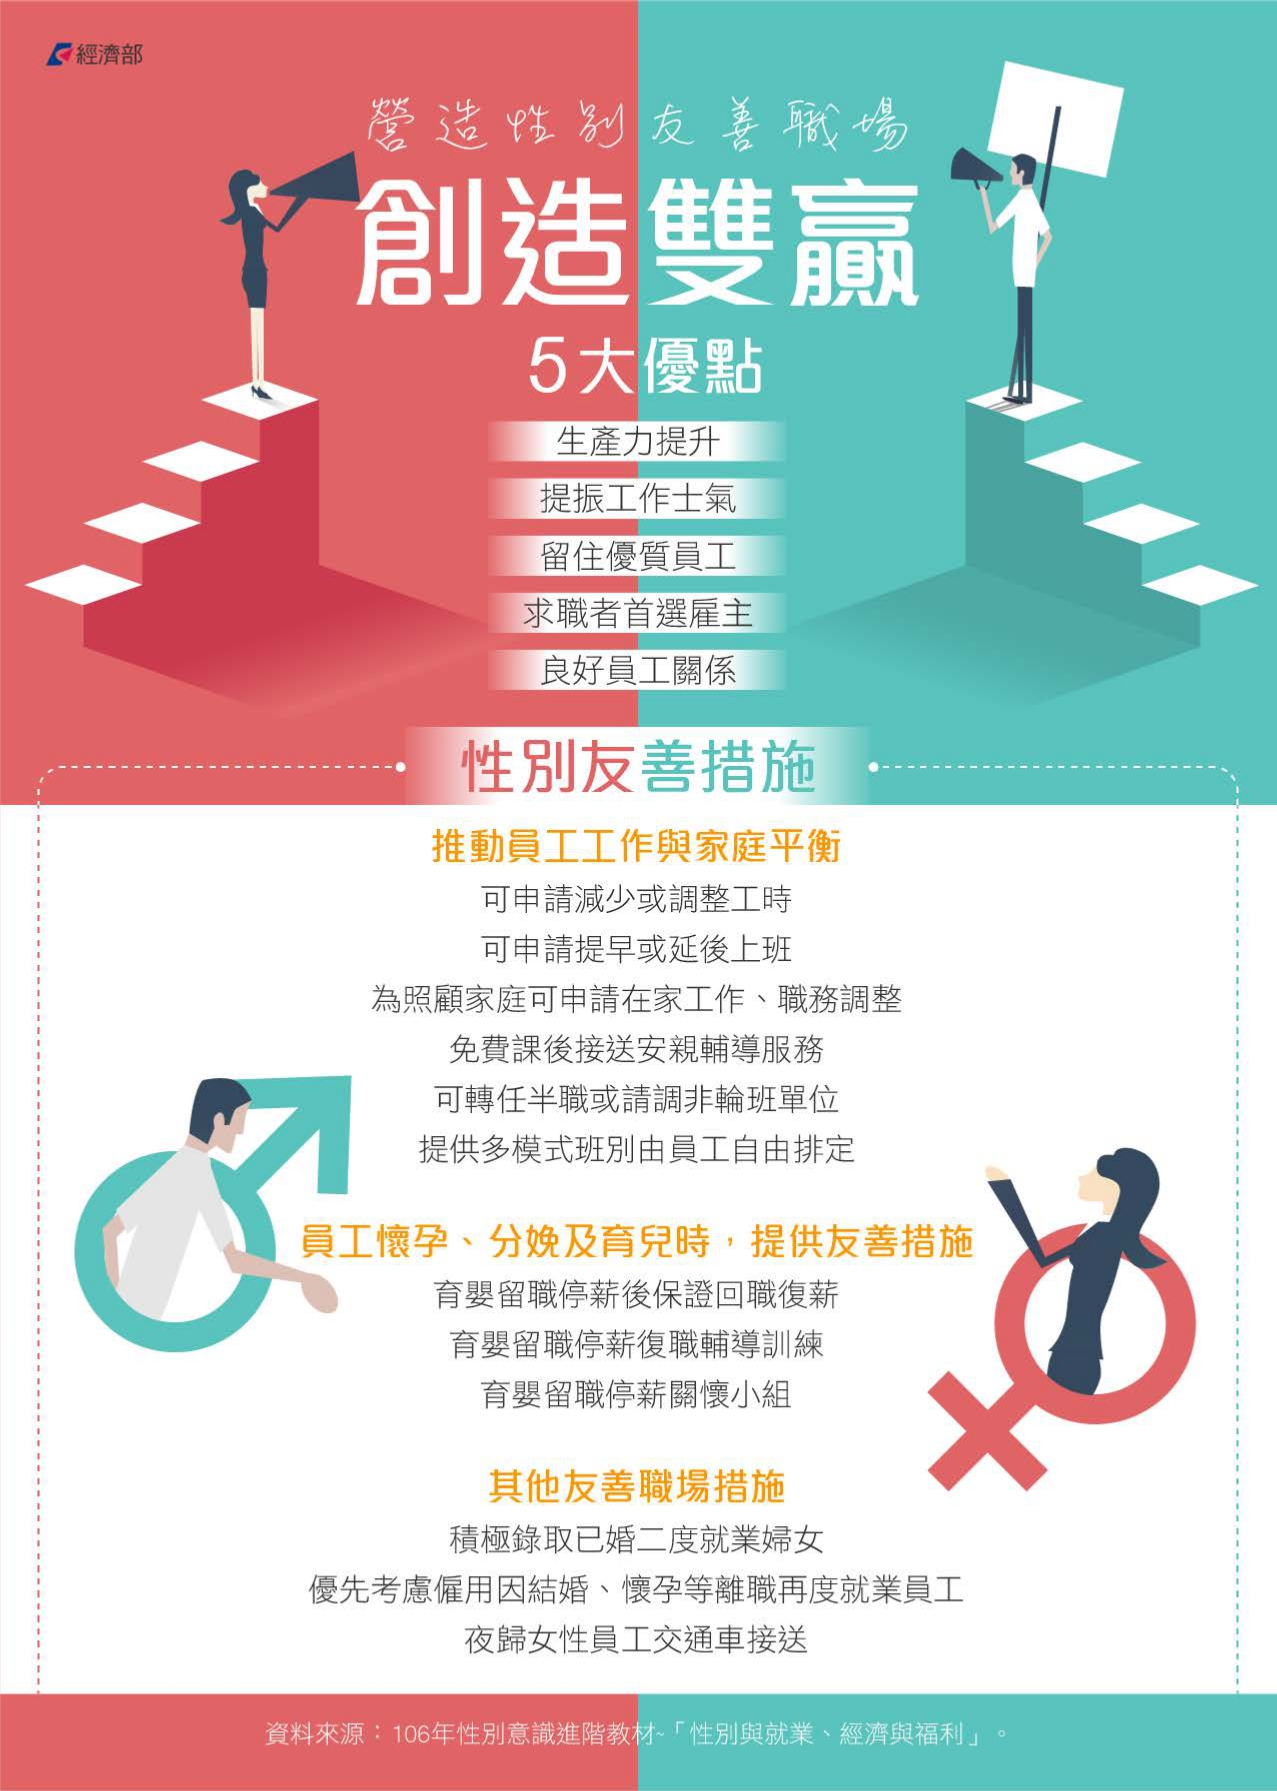 經濟部
營造性別友善職場
創造雙贏
5大優點
生產力提升
提振工作士氣
留住優質員工
求職者首選雇主
良好員工關係
性別友善措施
推動員工工作與家庭平衡
可申請減少或調整工時
可申請提早或延後上班
為照顧家庭可申請在家工作、職務調整
免費課後接送安親輔導服務
可轉任半職或請調非輪班單位
提供多模式班別由員工自由排定
員工懷孕、分娩及育兒時，提供友善措施
育嬰留職停薪後保證回職復薪
育嬰留職停薪復職輔導訓練
育嬰留職停薪關懷小組
其他友善職場措施
積極錄取已婚二度就業婦女
優先考慮僱用因結婚、懷孕等離職再度就業員工
夜歸女性員工交通車接送
資料來源：106年性別意識進階教材~「性別與就業、經濟與福利」。